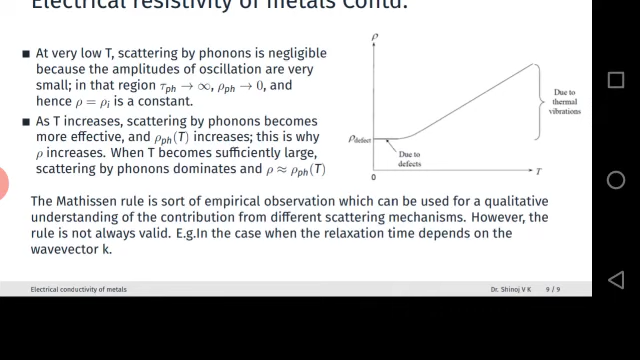 Electrical resistivity of metals Contd.
■ At very low T, scattering by phonons is negligible
because the amplitudes of oscillation are very
small; in that region τph → ∞, ρph → 0, and
hence ρ = ρi is a constant.
■ As T increases, scattering by phonons becomes
more effective, and ρph(T) increases; this is why
ρ increases. When T becomes sufficiently large,
scattering by phonons dominates and ρ ≈ ρph(T)
ρ
Due to
thermal
vibrations
ρdefect
Due to
defects
T
0
The Mathissen rule is sort of empirical observation which can be used for a qualitative
understanding of the contribution from different scattering mechanisms. However, the
rule is not always valid. E.g.In the case when the relaxation time depends on the
wavevector k.
Electrical conductivity of metals
Dr. Shinoj V K
9 / 9